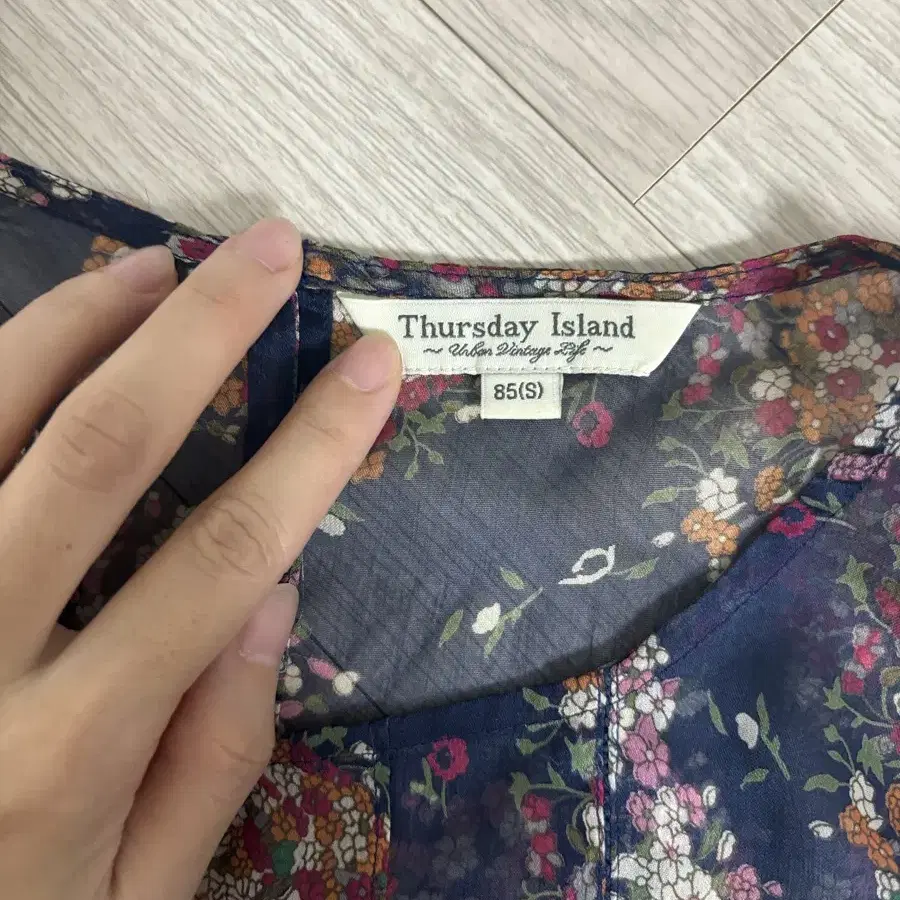 Thursday Island
~ Urban Vintage Life ~
85(S)